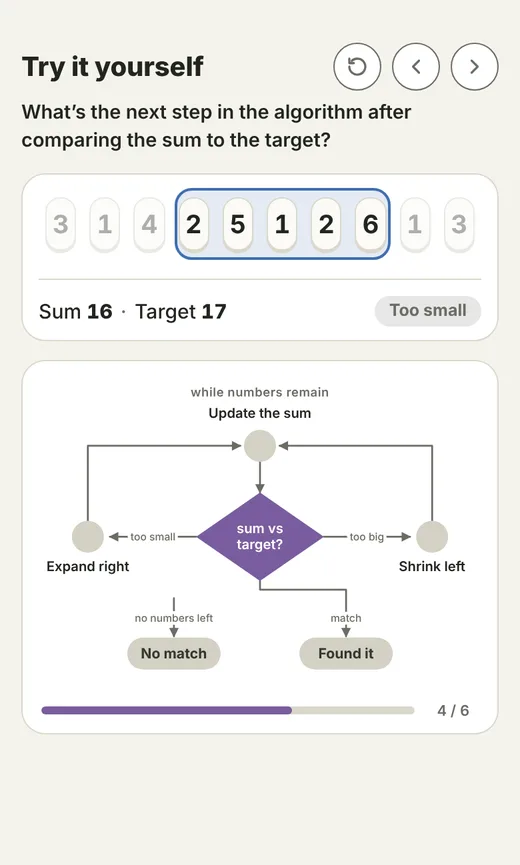 Try it yourself
What's the next step in the algorithm after
comparing the sum to the target?
3 1 4 2 5 1 2 6 1 3
Sum 16 · Target 17
Too small
while numbers remain
Update the sum
too small
sum vs
target?
too big
Expand right
Shrink left
no numbers left
match
No match
Found it
4 / 6